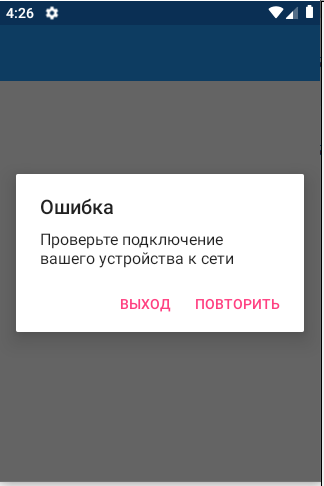 4:26
Ошибка
Проверьте подключение
вашего устройства к сети
ВЫХОД ПОВТОРИТЬ